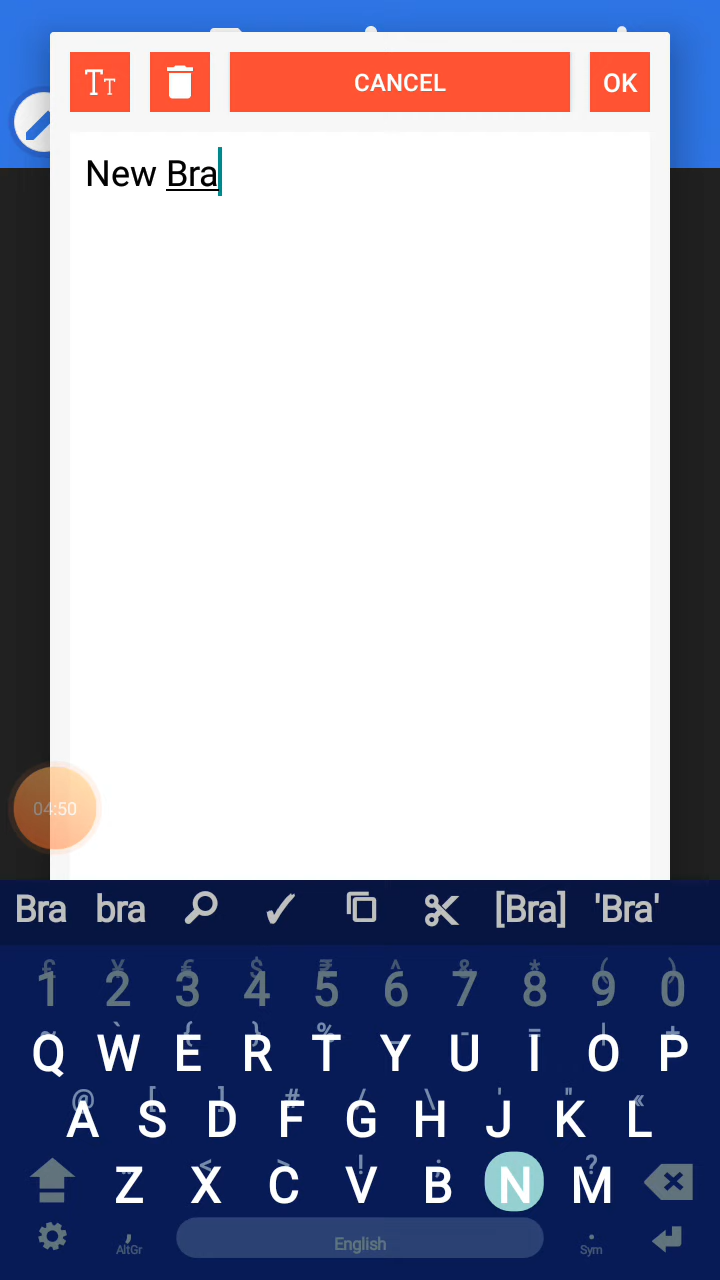 Tт CANCEL OK
New Bra
04:50
Bra bra [Bra] 'Bra'
£ ¥ € $ ₹ ^ & * ( )
1 2 3 4 5 6 7 8 9 0
~ ` { } % _ - = | +
Q W E R T Y U I O P
@ [ ] # / \ ' " «
A S D F G H J K L
< > ! ; ?
Z X C V B N M
, AltGr English . Sym